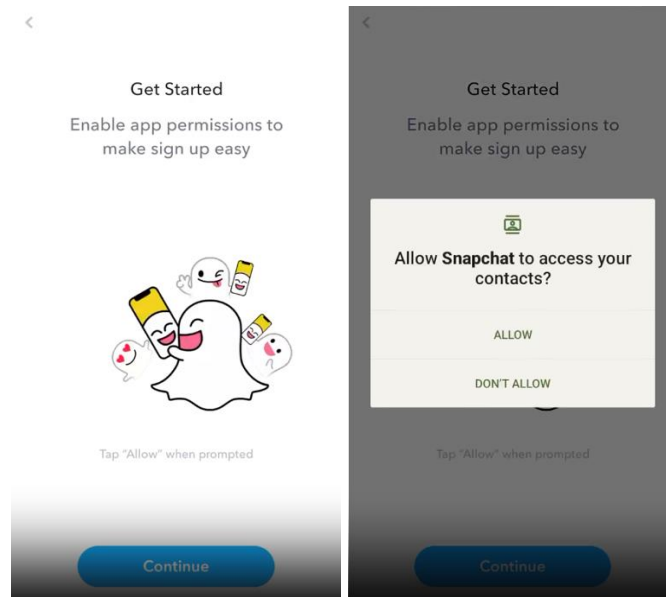 Get Started
Enable app permissions to
make sign up easy
Tap "Allow" when prompted
Continue
Get Started
Enable app permissions to
make sign up easy
Allow Snapchat to access your
contacts?
ALLOW
DON'T ALLOW
Tap "Allow" when prompted
Continue